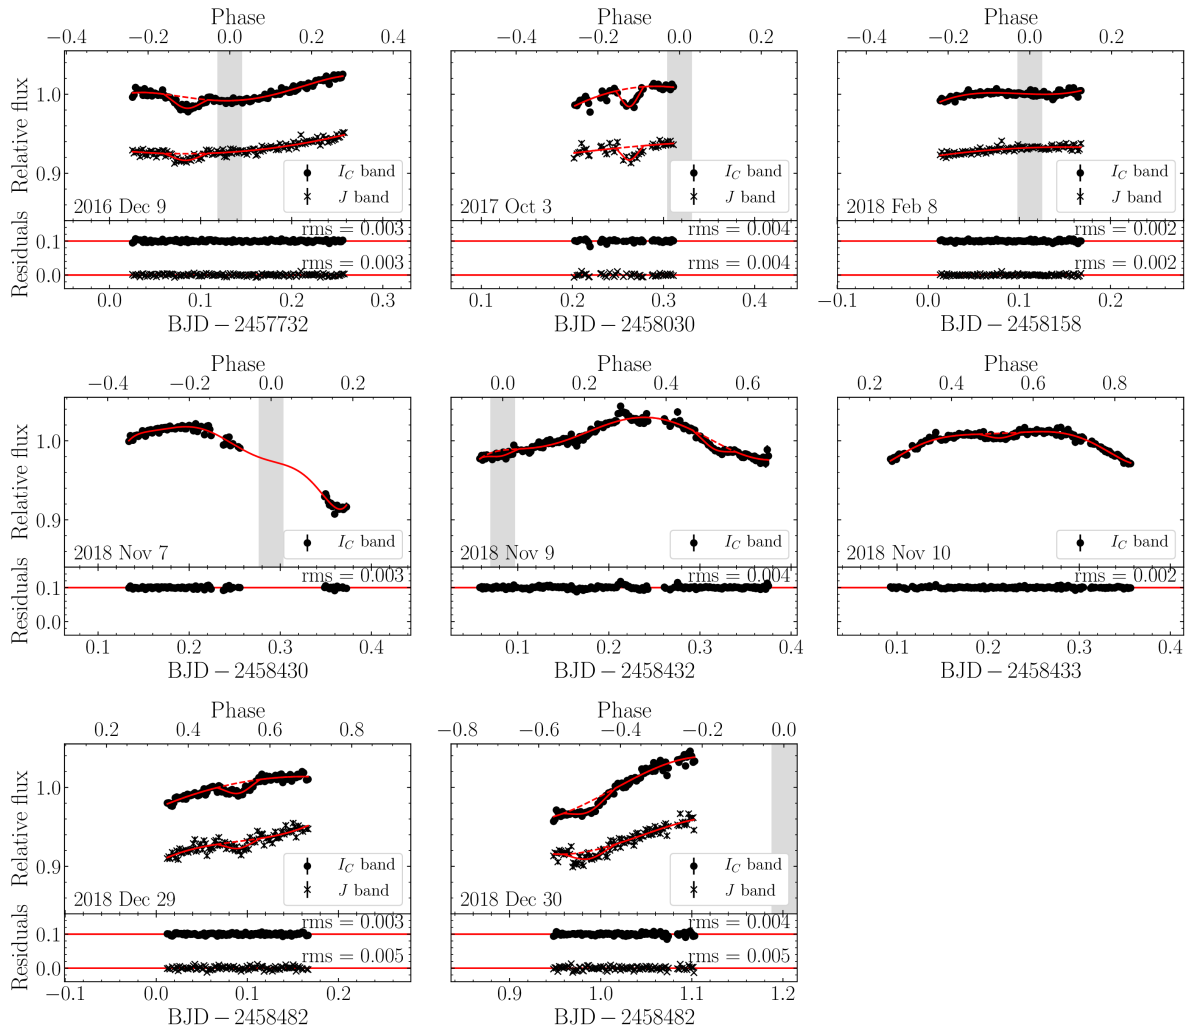 Phase
−0.4 −0.2 0.0 0.2 0.4
Relative flux
1.0
0.9
I_C band
J band
2016 Dec 9
Residuals
0.1
0.0
rms = 0.003
rms = 0.003
0.0 0.1 0.2 0.3
BJD − 2457732
Phase
−0.4 −0.2 0.0 0.2
I_C band
J band
2017 Oct 3
rms = 0.004
rms = 0.004
0.1 0.2 0.3 0.4
BJD − 2458030
Phase
−0.4 −0.2 0.0 0.2
I_C band
J band
2018 Feb 8
rms = 0.002
rms = 0.002
−0.1 0.0 0.1 0.2
BJD − 2458158
Phase
−0.4 −0.2 0.0 0.2
Relative flux
1.0
0.9
I_C band
2018 Nov 7
Residuals
0.1
0.0
rms = 0.003
0.1 0.2 0.3 0.4
BJD − 2458430
Phase
0.0 0.2 0.4 0.6
I_C band
2018 Nov 9
rms = 0.004
0.1 0.2 0.3 0.4
BJD − 2458432
Phase
0.2 0.4 0.6 0.8
I_C band
2018 Nov 10
rms = 0.002
0.1 0.2 0.3 0.4
BJD − 2458433
Phase
0.2 0.4 0.6 0.8
Relative flux
1.0
0.9
I_C band
J band
2018 Dec 29
Residuals
0.1
0.0
rms = 0.003
rms = 0.005
−0.1 0.0 0.1 0.2
BJD − 2458482
Phase
−0.8 −0.6 −0.4 −0.2 0.0
I_C band
J band
2018 Dec 30
rms = 0.004
rms = 0.005
0.9 1.0 1.1 1.2
BJD − 2458482